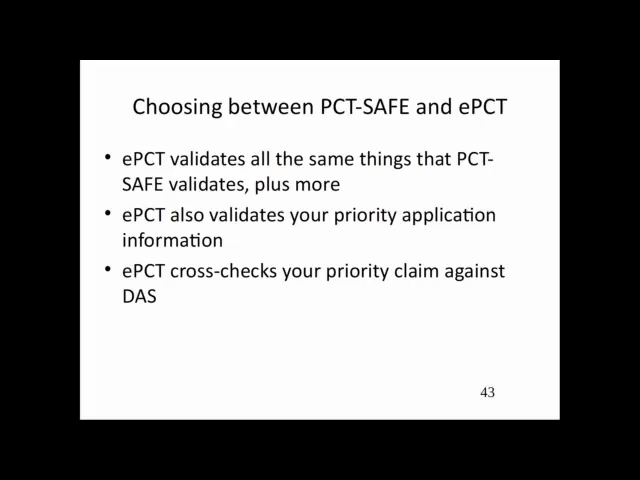 Choosing between PCT-SAFE and ePCT
• ePCT validates all the same things that PCT-
SAFE validates, plus more
• ePCT also validates your priority application
information
• ePCT cross-checks your priority claim against
DAS
43